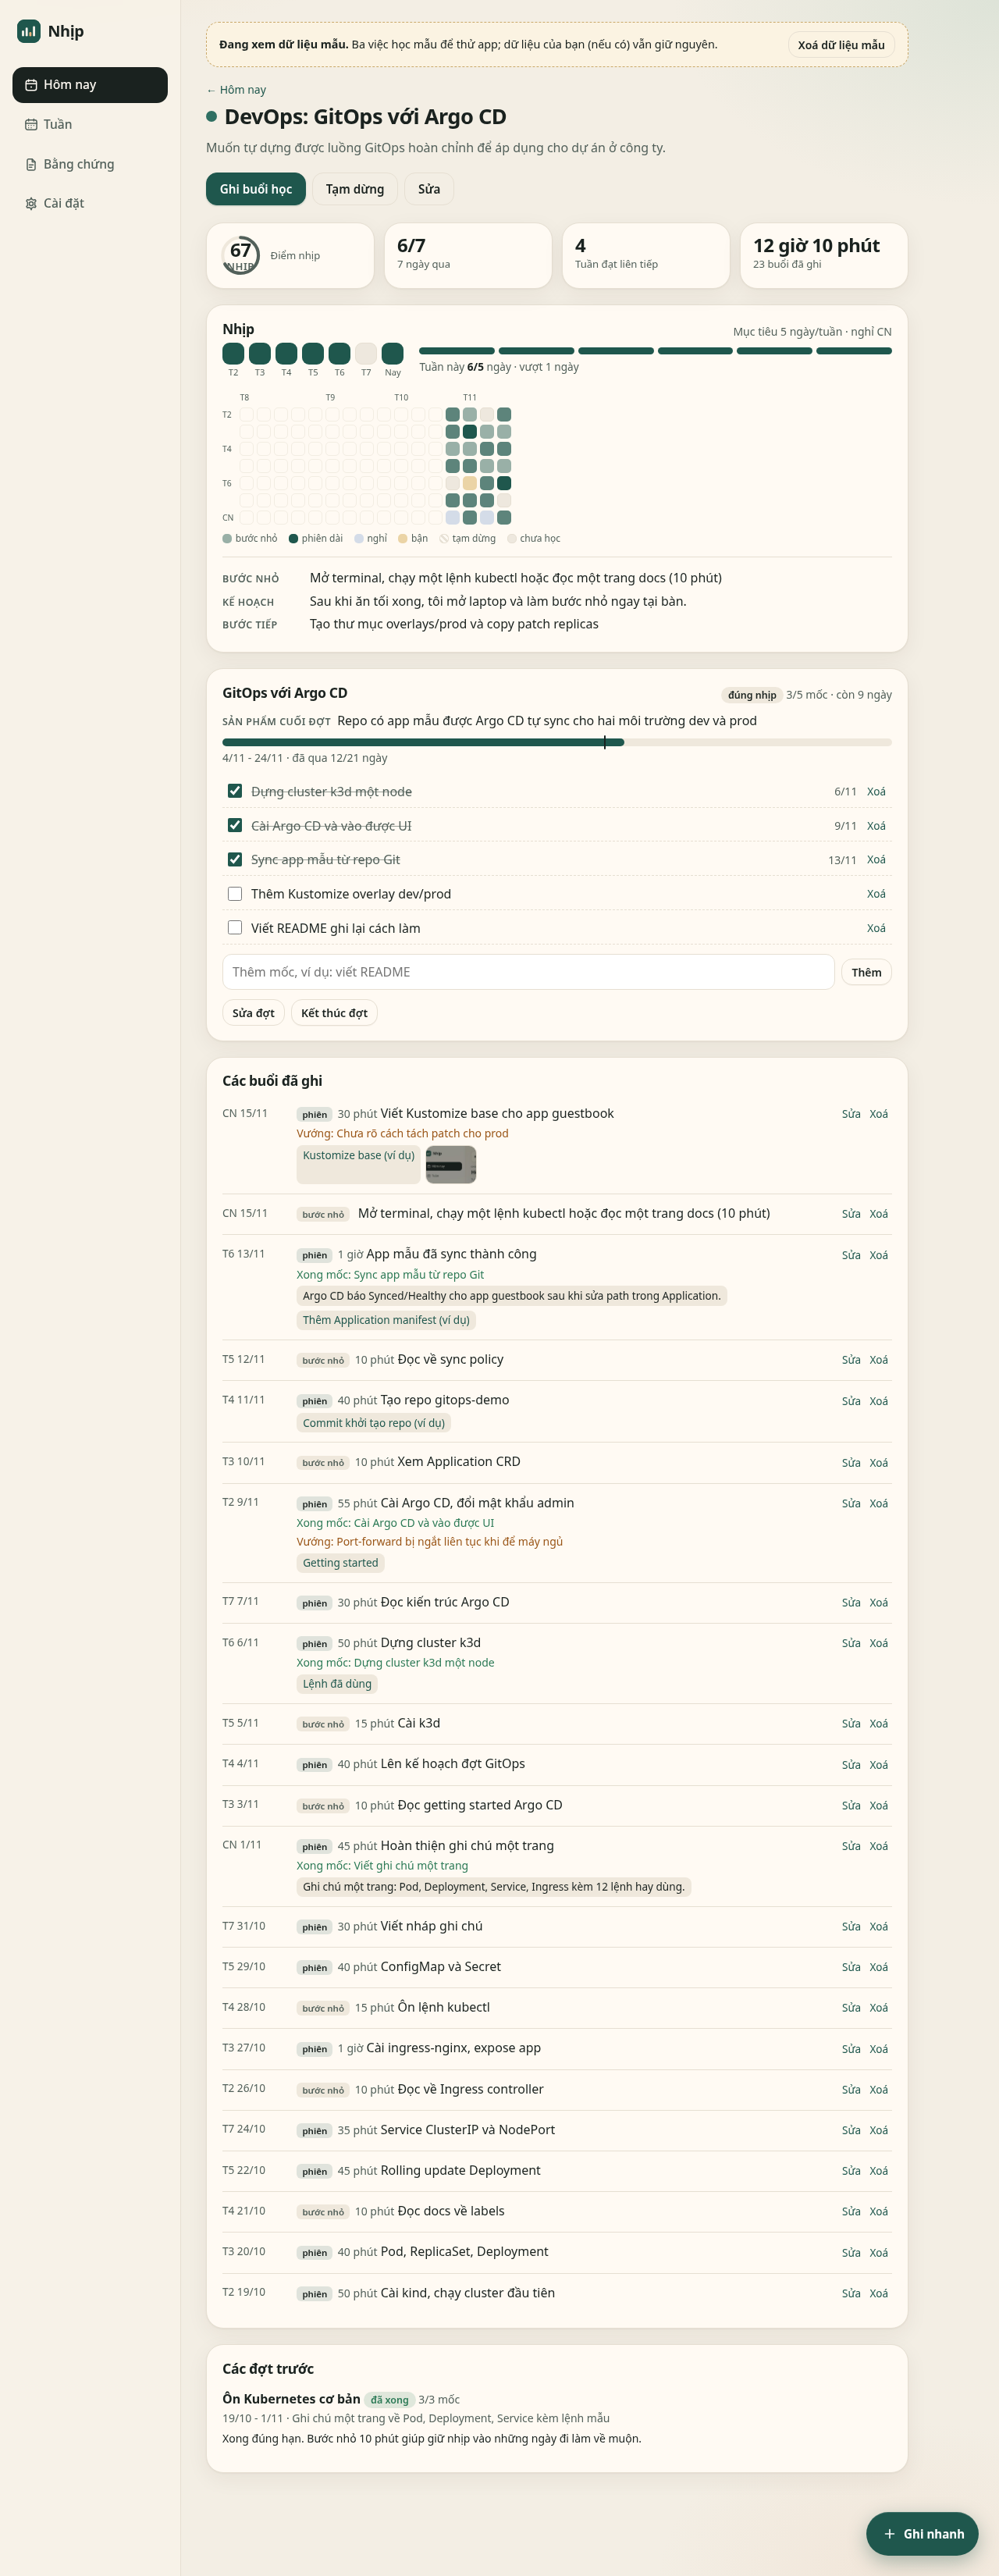 Nhịp
Hôm nay
Tuần
Bằng chứng
Cài đặt
Đang xem dữ liệu mẫu. Ba việc học mẫu để thử app; dữ liệu của bạn (nếu có) vẫn giữ nguyên.
Xoá dữ liệu mẫu
← Hôm nay
DevOps: GitOps với Argo CD
Muốn tự dựng được luồng GitOps hoàn chỉnh để áp dụng cho dự án ở công ty.
Ghi buổi học
Tạm dừng
Sửa
67
NHỊP
Điểm nhịp
6/7
7 ngày qua
4
Tuần đạt liên tiếp
12 giờ 10 phút
23 buổi đã ghi
Nhịp
Mục tiêu 5 ngày/tuần · nghỉ CN
T2 T3 T4 T5 T6 T7 Nay
Tuần này 6/5 ngày · vượt 1 ngày
T8 T9 T10 T11
T2
T4
T6
CN
bước nhỏ phiên dài nghỉ bận tạm dừng chưa học
BƯỚC NHỎ Mở terminal, chạy một lệnh kubectl hoặc đọc một trang docs (10 phút)
KẾ HOẠCH Sau khi ăn tối xong, tôi mở laptop và làm bước nhỏ ngay tại bàn.
BƯỚC TIẾP Tạo thư mục overlays/prod và copy patch replicas
GitOps với Argo CD
đúng nhịp 3/5 mốc · còn 9 ngày
SẢN PHẨM CUỐI ĐỢT Repo có app mẫu được Argo CD tự sync cho hai môi trường dev và prod
4/11 - 24/11 · đã qua 12/21 ngày
Dựng cluster k3d một node 6/11 Xoá
Cài Argo CD và vào được UI 9/11 Xoá
Sync app mẫu từ repo Git 13/11 Xoá
Thêm Kustomize overlay dev/prod Xoá
Viết README ghi lại cách làm Xoá
Thêm mốc, ví dụ: viết README
Thêm
Sửa đợt
Kết thúc đợt
Các buổi đã ghi
CN 15/11 phiên 30 phút Viết Kustomize base cho app guestbook Sửa Xoá
Vướng: Chưa rõ cách tách patch cho prod
Kustomize base (ví dụ)
CN 15/11 bước nhỏ Mở terminal, chạy một lệnh kubectl hoặc đọc một trang docs (10 phút) Sửa Xoá
T6 13/11 phiên 1 giờ App mẫu đã sync thành công Sửa Xoá
Xong mốc: Sync app mẫu từ repo Git
Argo CD báo Synced/Healthy cho app guestbook sau khi sửa path trong Application.
Thêm Application manifest (ví dụ)
T5 12/11 bước nhỏ 10 phút Đọc về sync policy Sửa Xoá
T4 11/11 phiên 40 phút Tạo repo gitops-demo Sửa Xoá
Commit khởi tạo repo (ví dụ)
T3 10/11 bước nhỏ 10 phút Xem Application CRD Sửa Xoá
T2 9/11 phiên 55 phút Cài Argo CD, đổi mật khẩu admin Sửa Xoá
Xong mốc: Cài Argo CD và vào được UI
Vướng: Port-forward bị ngắt liên tục khi để máy ngủ
Getting started
T7 7/11 phiên 30 phút Đọc kiến trúc Argo CD Sửa Xoá
T6 6/11 phiên 50 phút Dựng cluster k3d Sửa Xoá
Xong mốc: Dựng cluster k3d một node
Lệnh đã dùng
T5 5/11 bước nhỏ 15 phút Cài k3d Sửa Xoá
T4 4/11 phiên 40 phút Lên kế hoạch đợt GitOps Sửa Xoá
T3 3/11 bước nhỏ 10 phút Đọc getting started Argo CD Sửa Xoá
CN 1/11 phiên 45 phút Hoàn thiện ghi chú một trang Sửa Xoá
Xong mốc: Viết ghi chú một trang
Ghi chú một trang: Pod, Deployment, Service, Ingress kèm 12 lệnh hay dùng.
T7 31/10 phiên 30 phút Viết nháp ghi chú Sửa Xoá
T5 29/10 phiên 40 phút ConfigMap và Secret Sửa Xoá
T4 28/10 bước nhỏ 15 phút Ôn lệnh kubectl Sửa Xoá
T3 27/10 phiên 1 giờ Cài ingress-nginx, expose app Sửa Xoá
T2 26/10 bước nhỏ 10 phút Đọc về Ingress controller Sửa Xoá
T7 24/10 phiên 35 phút Service ClusterIP và NodePort Sửa Xoá
T5 22/10 phiên 45 phút Rolling update Deployment Sửa Xoá
T4 21/10 bước nhỏ 10 phút Đọc docs về labels Sửa Xoá
T3 20/10 phiên 40 phút Pod, ReplicaSet, Deployment Sửa Xoá
T2 19/10 phiên 50 phút Cài kind, chạy cluster đầu tiên Sửa Xoá
Các đợt trước
Ôn Kubernetes cơ bản đã xong 3/3 mốc
19/10 - 1/11 · Ghi chú một trang về Pod, Deployment, Service kèm lệnh mẫu
Xong đúng hạn. Bước nhỏ 10 phút giúp giữ nhịp vào những ngày đi làm về muộn.
Ghi nhanh